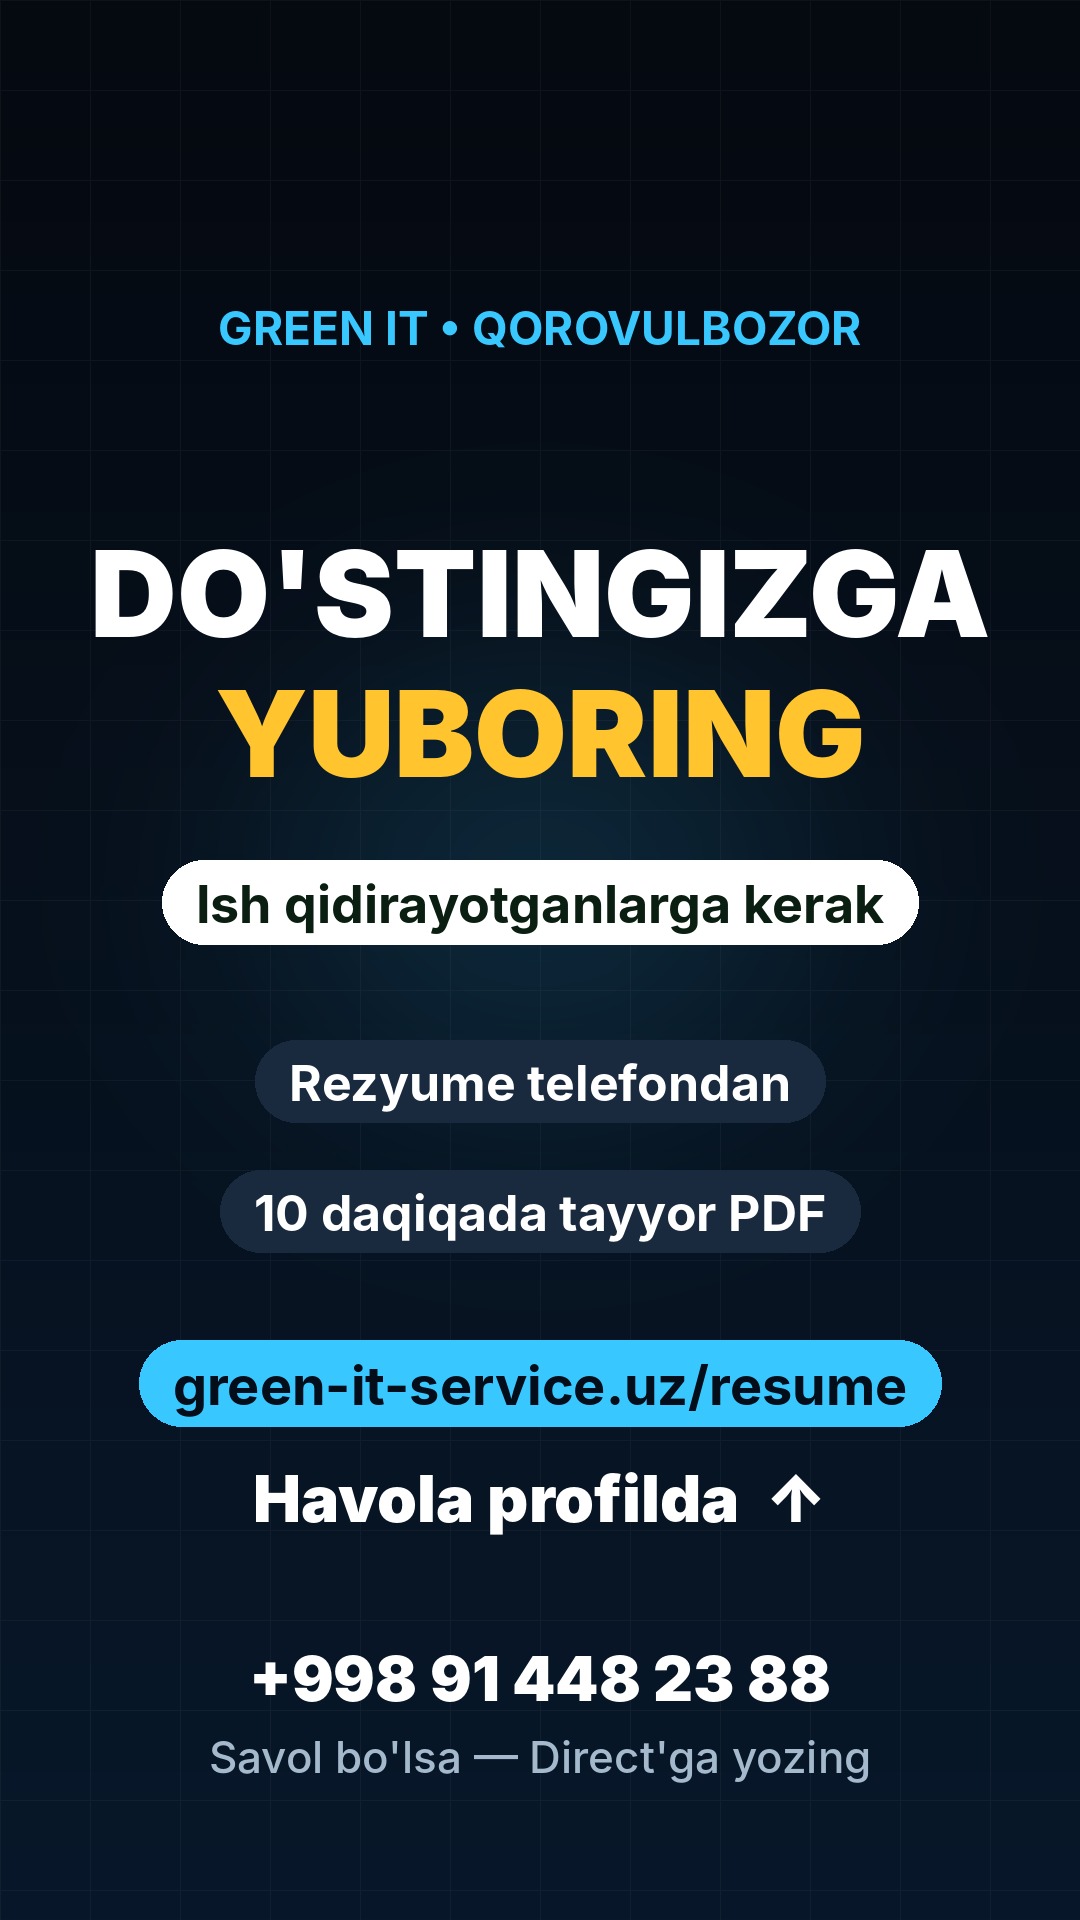 GREEN IT • QOROVULBOZOR
DO'STINGIZGA
YUBORING
Ish qidirayotganlarga kerak
Rezyume telefondan
10 daqiqada tayyor PDF
green-it-service.uz/resume
Havola profilda ↑
+998 91 448 23 88
Savol bo'lsa — Direct'ga yozing